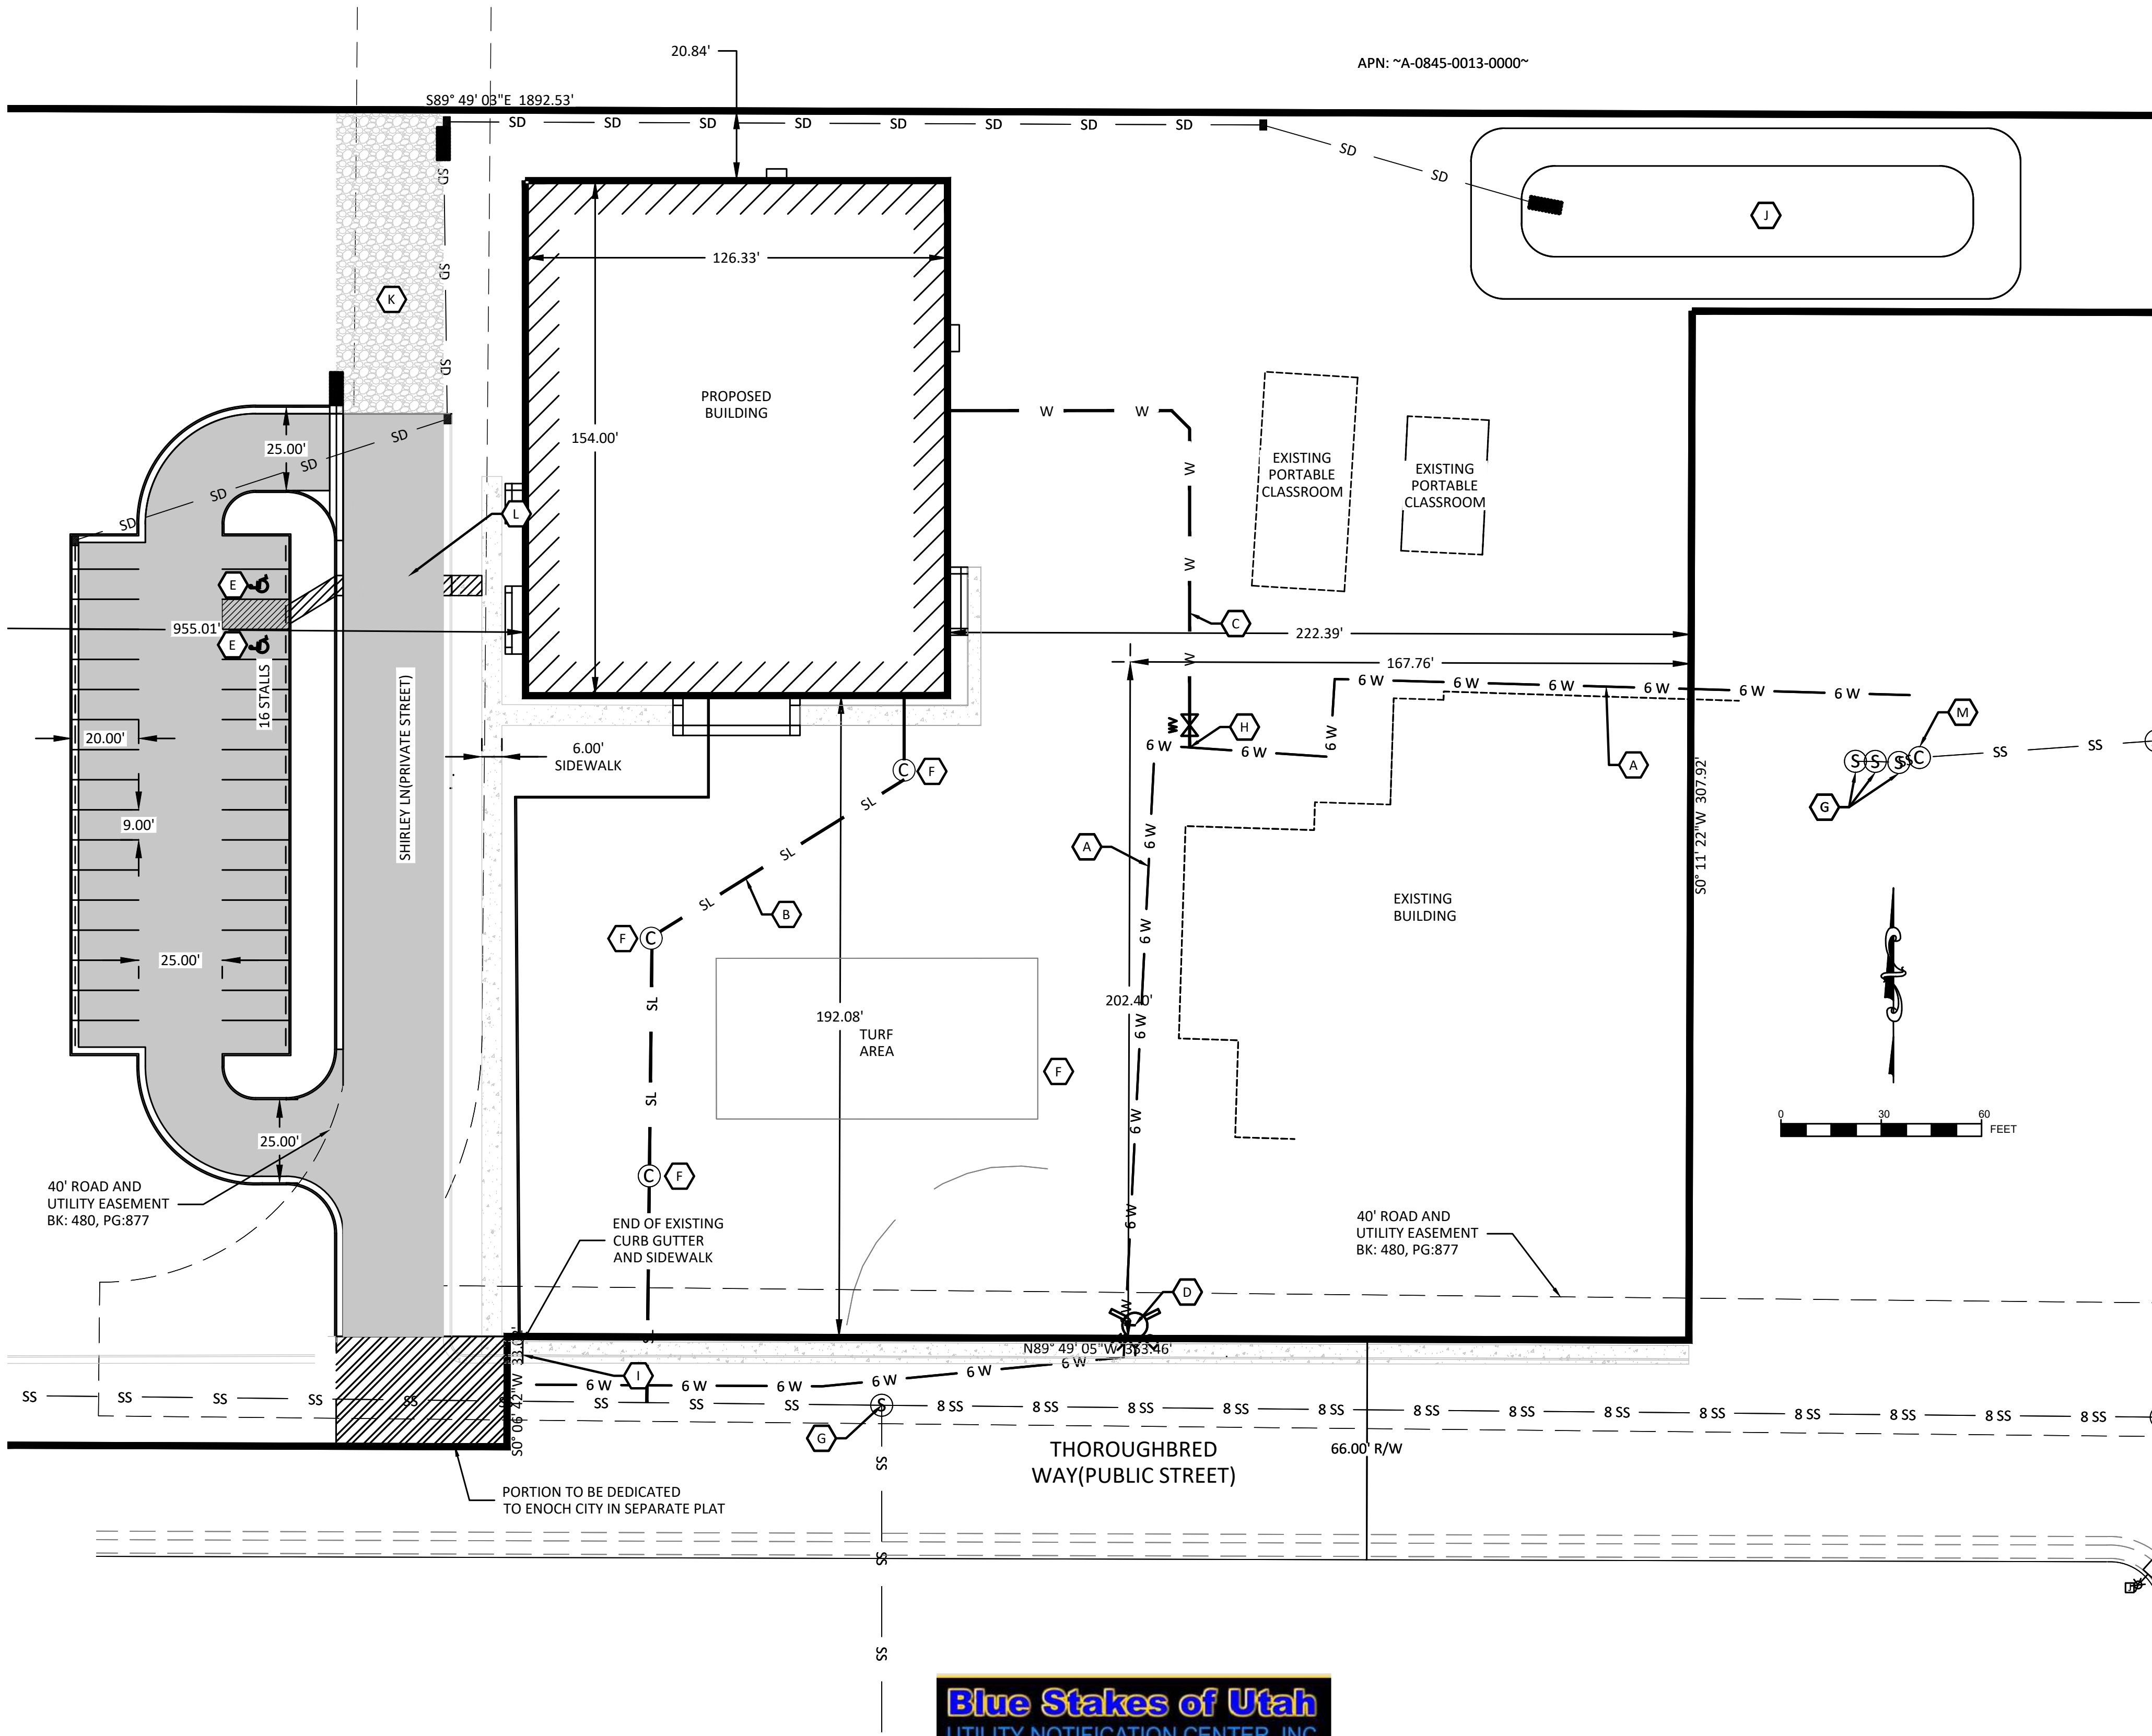 20.84'
APN: ~A-0845-0013-0000~
S89° 49' 03"E 1892.53'
SD SD SD SD SD SD SD SD
SD
SD
SD
SD
SD
J
126.33'
K
PROPOSED
BUILDING
W W
154.00'
25.00'
SD
SD
SD
SD
W
W
W
EXISTING
PORTABLE
CLASSROOM
EXISTING
PORTABLE
CLASSROOM
L
E
E
955.01'
C
222.39'
167.76'
16 STALLS
SHIRLEY LN(PRIVATE STREET)
6 W 6 W 6 W 6 W 6 W 6 W
M
20.00'
6.00'
SIDEWALK
W
H
6 W 6 W
6 W
A
S S S SS C
SS SS
G
C F
SL
SL
SL
B
9.00'
A
6 W
6 W
6 W
6 W
6 W
S0° 11' 22"W 307.92'
EXISTING
BUILDING
F C
25.00'
SL
SL
192.08'
202.40'
TURF
AREA
F
0 30 60
FEET
25.00'
C F
40' ROAD AND
UTILITY EASEMENT
BK: 480, PG:877
END OF EXISTING
CURB GUTTER
AND SIDEWALK
40' ROAD AND
UTILITY EASEMENT
BK: 480, PG:877
D
N89° 49' 05"W 353.46'
I
6 W 6 W 6 W 6 W 6 W
SS SS SS SS SS SS SS SS S 8 SS 8 SS 8 SS 8 SS 8 SS 8 SS 8 SS 8 SS 8 SS 8 SS 8 SS 8 SS 8 SS
S0° 06' 42"W
G
THOROUGHBRED
WAY(PUBLIC STREET)
66.00' R/W
SS
SS
SS
PORTION TO BE DEDICATED
TO ENOCH CITY IN SEPARATE PLAT
Blue Stakes of Utah
UTILITY NOTIFICATION CENTER, INC